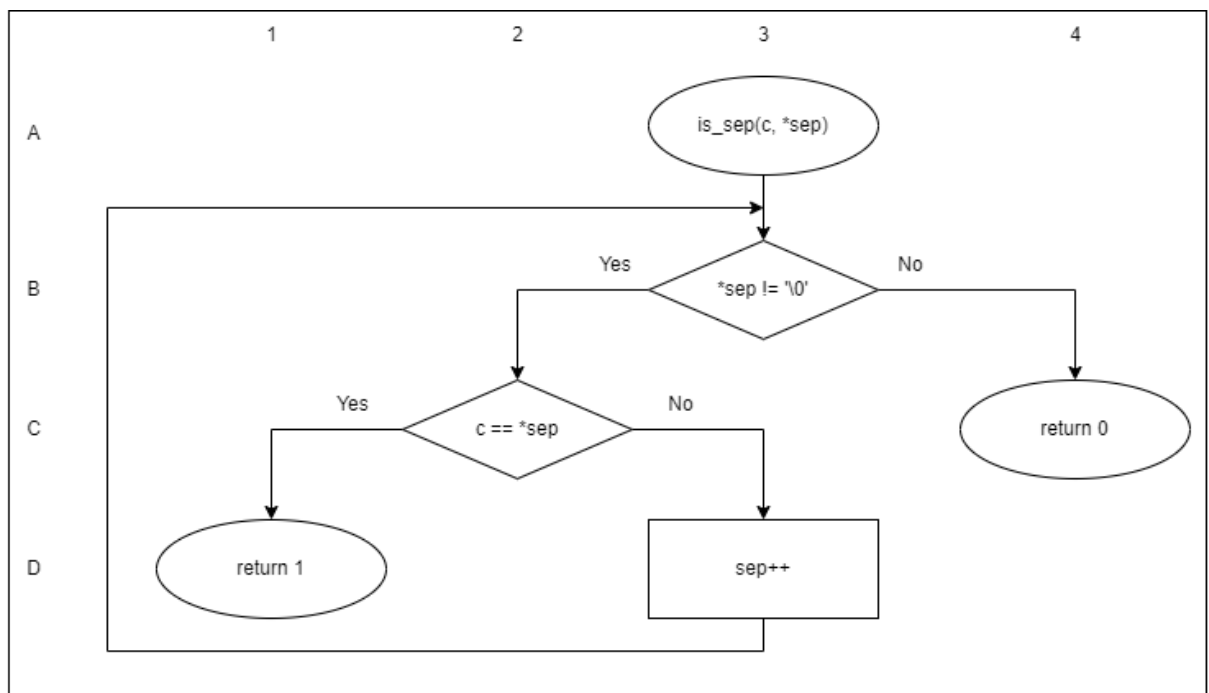 1 2 3 4
A
is_sep(c, *sep)
B
Yes
*sep != '\0'
No
C
Yes
c == *sep
No
return 0
D
return 1
sep++